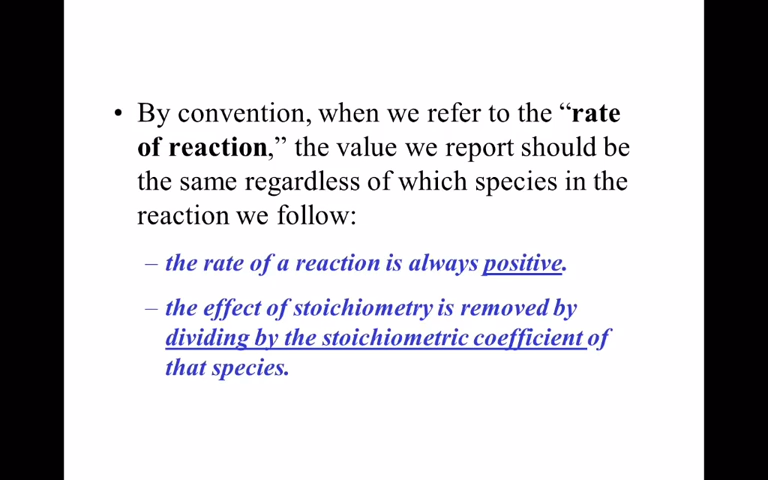 • By convention, when we refer to the “rate
of reaction,” the value we report should be
the same regardless of which species in the
reaction we follow:
– the rate of a reaction is always positive.
– the effect of stoichiometry is removed by
dividing by the stoichiometric coefficient of
that species.